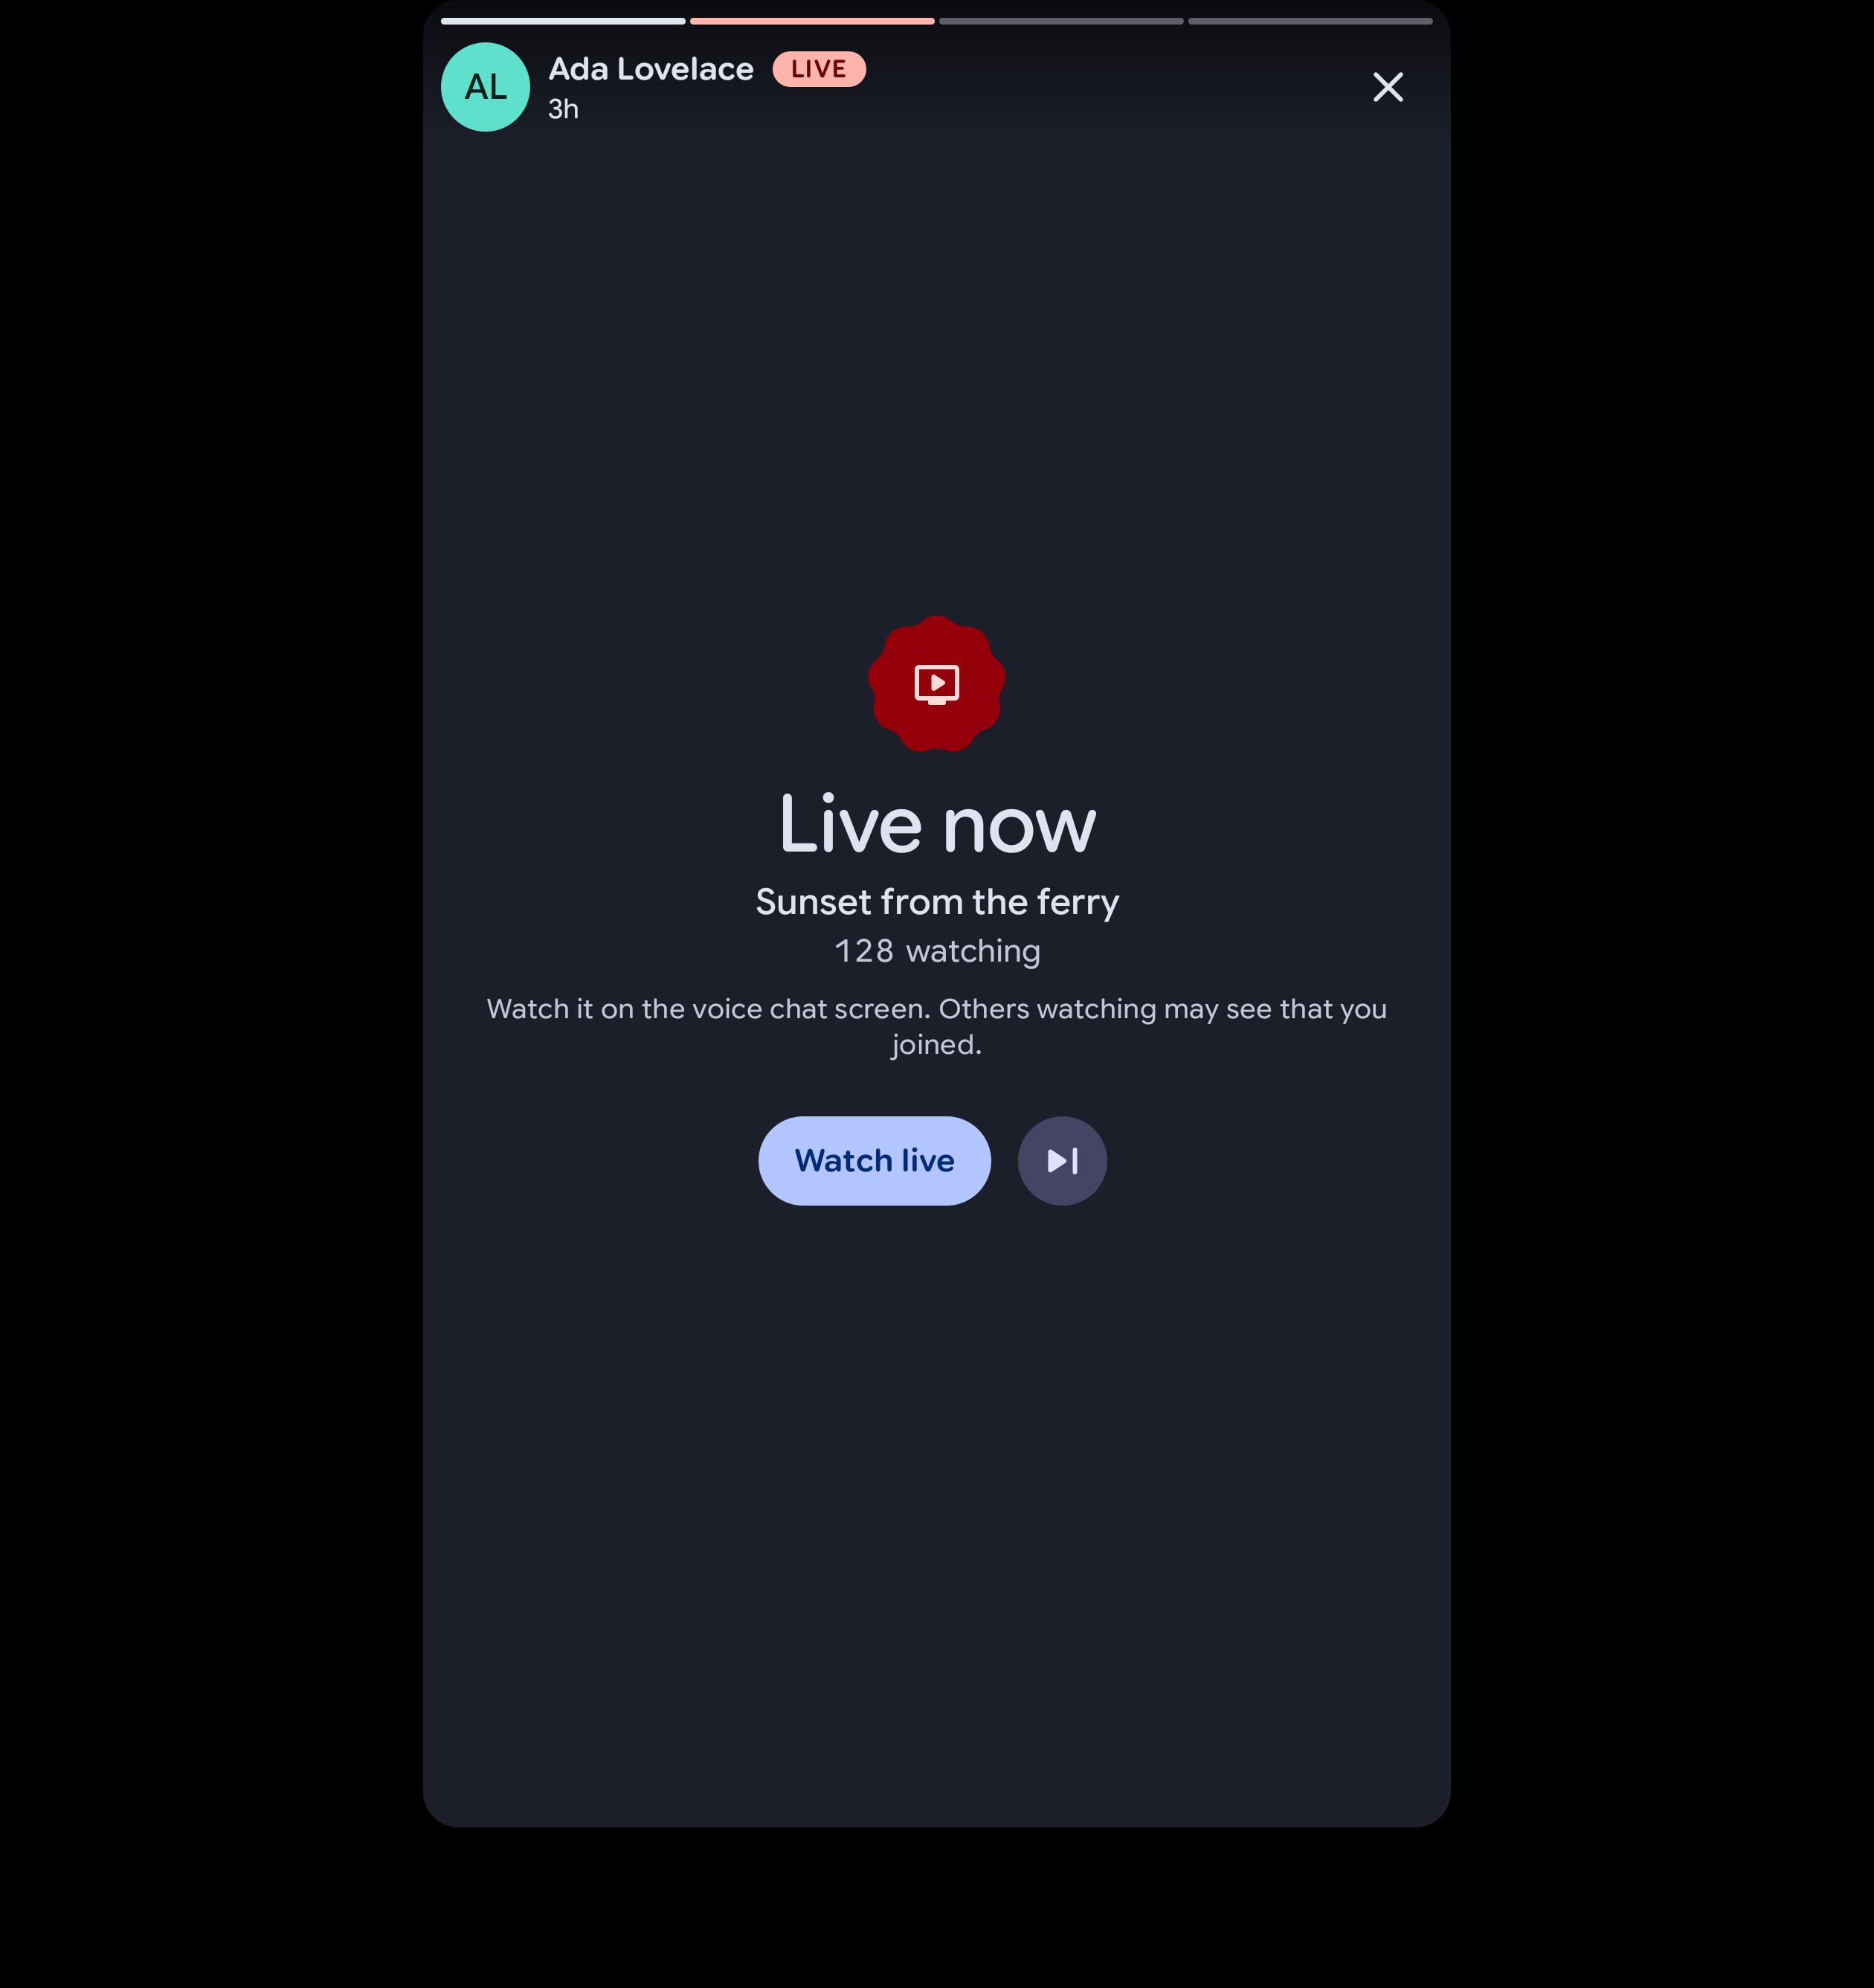 AL
Ada Lovelace LIVE
3h
Live now
Sunset from the ferry
128 watching
Watch it on the voice chat screen. Others watching may see that you
joined.
Watch live